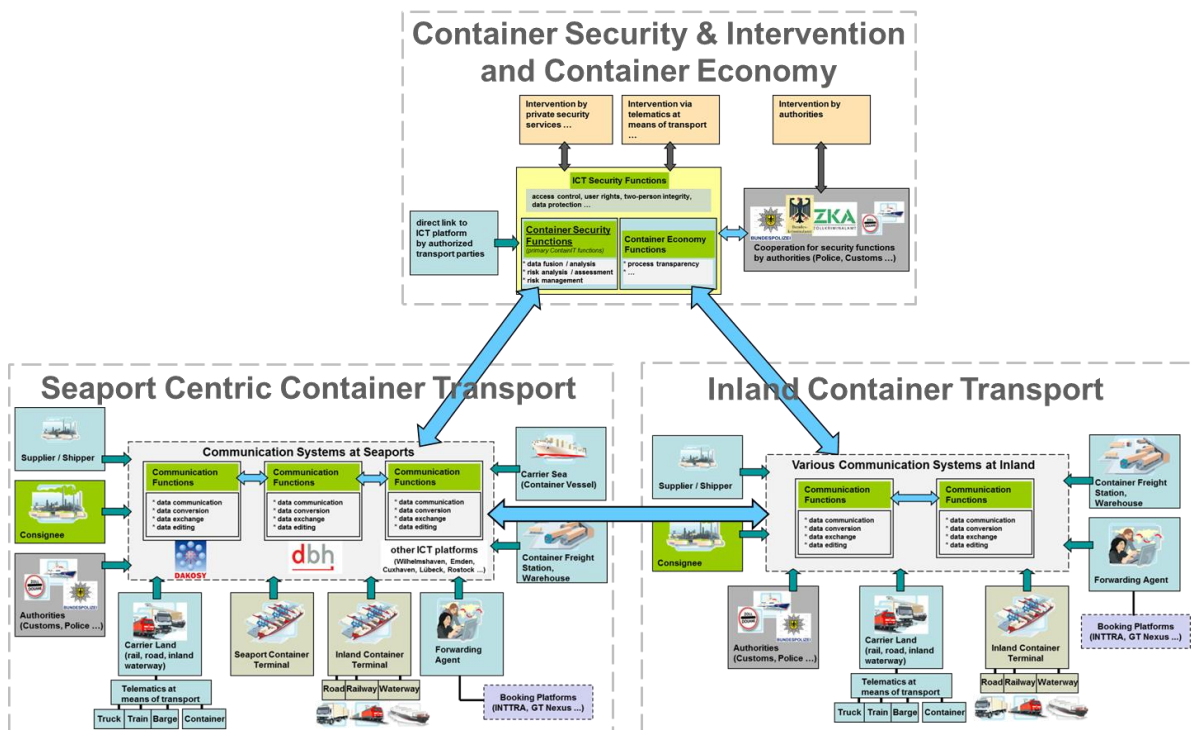 Container Security & Intervention
and Container Economy
Intervention by
private security
services ...
Intervention via
telematics at
means of transport
...
Intervention by
authorities
ICT Security Functions
access control, user rights, two-person integrity,
data protection ...
direct link to
ICT platform
by authorized
transport parties
Container Security
Functions
(primary ContainIT functions)
* data fusion / analysis
* risk analysis / assessment
* risk management
Container Economy
Functions
* process transparency
* ...
BUNDESPOLIZEI
ZKA
ZOLLKRIMINALAMT
Cooperation for security functions
by authorities (Police, Customs ...)
Seaport Centric Container Transport
Supplier / Shipper
Consignee
Authorities
(Customs, Police ...)
BUNDESPOLIZEI
Communication Systems at Seaports
Communication
Functions
* data communication
* data conversion
* data exchange
* data editing
Communication
Functions
* data communication
* data conversion
* data exchange
* data editing
Communication
Functions
* data communication
* data conversion
* data exchange
* data editing
DAKOSY
dbh
other ICT platforms
(Wilhelmshaven, Emden,
Cuxhaven, Lübeck, Rostock ...)
Carrier Sea
(Container Vessel)
Container Freight
Station,
Warehouse
Carrier Land
(rail, road, inland
waterway)
Telematics at
means of transport
Truck
Train
Barge
Container
Seaport Container
Terminal
Inland Container
Terminal
Road
Railway
Waterway
Forwarding
Agent
Booking Platforms
(INTTRA, GT Nexus ...)
Inland Container Transport
Supplier / Shipper
Consignee
Various Communication Systems at Inland
Communication
Functions
* data communication
* data conversion
* data exchange
* data editing
Communication
Functions
* data communication
* data conversion
* data exchange
* data editing
Container Freight
Station,
Warehouse
Forwarding Agent
Booking Platforms
(INTTRA, GT Nexus ...)
ZOLL
DOUANE
BUNDESPOLIZEI
Authorities
(Customs, Police ...)
Carrier Land
(rail, road, inland
waterway)
Telematics at
means of transport
Truck
Train
Barge
Container
Inland Container
Terminal
Road
Railway
Waterway